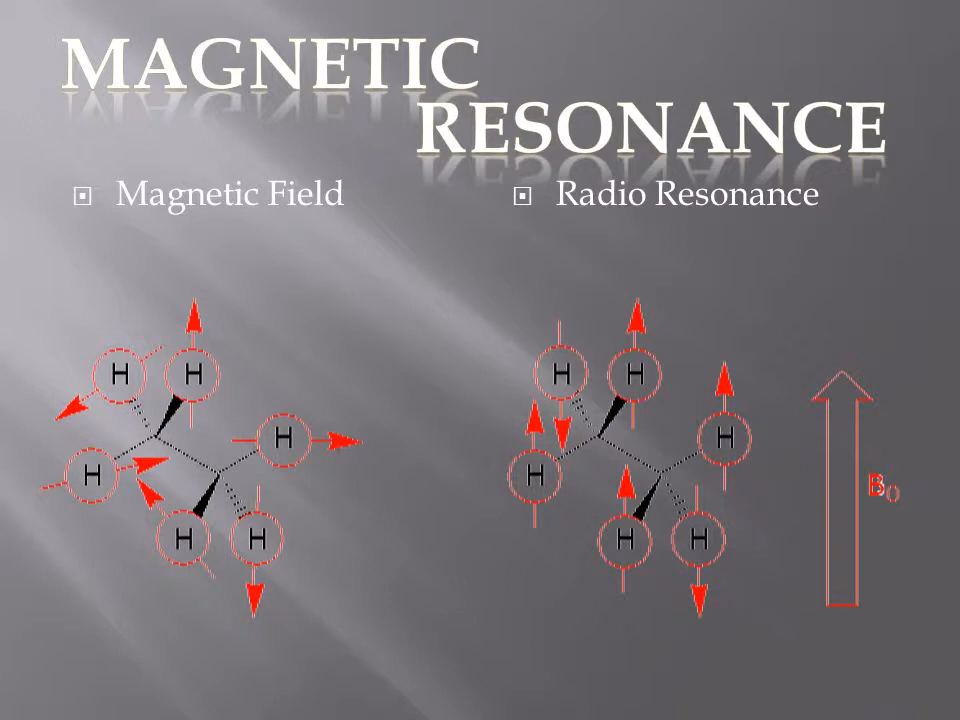 MAGNETIC
RESONANCE
Magnetic Field
Radio Resonance
H H
H
H
H H
H H
H
H
H H
B0